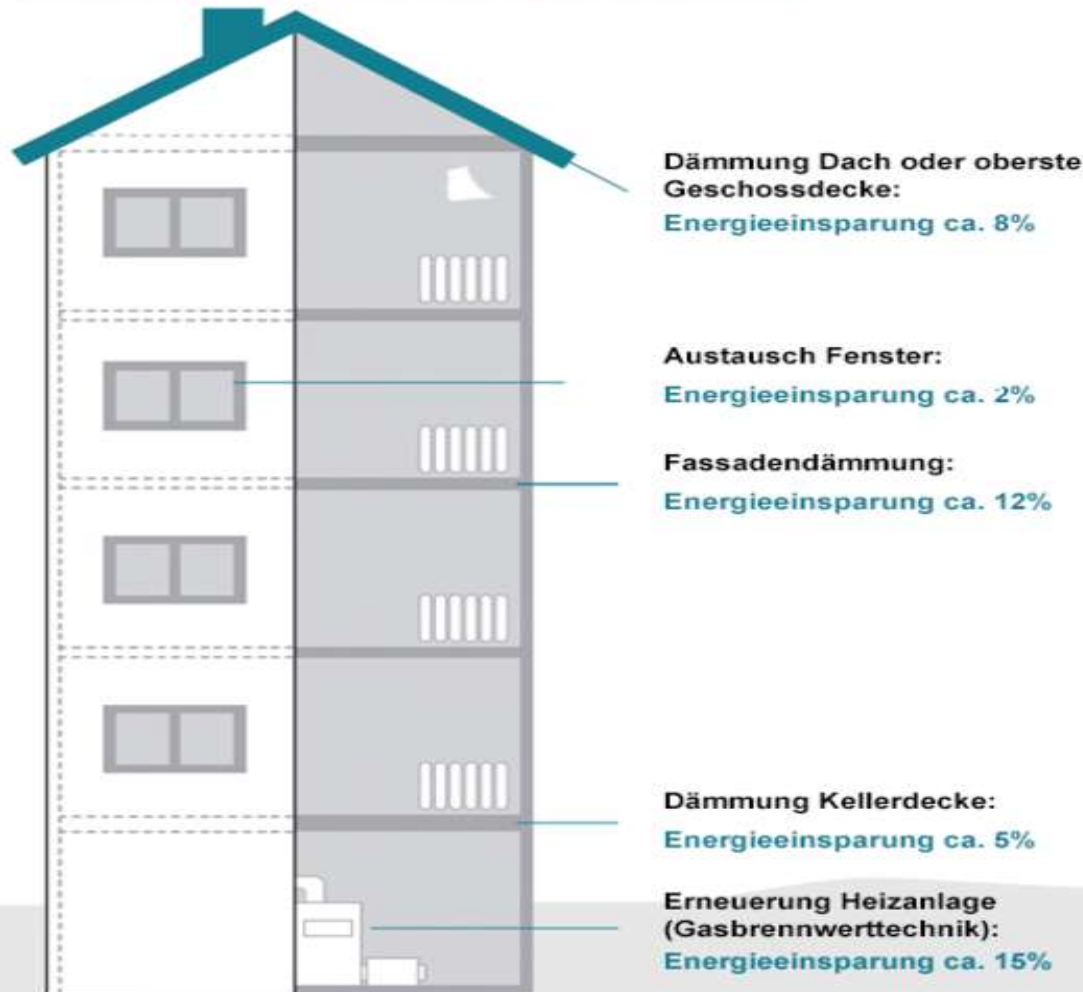 Dämmung Dach oder oberste
Geschossdecke:
Energieeinsparung ca. 8%
Austausch Fenster:
Energieeinsparung ca. 2%
Fassadendämmung:
Energieeinsparung ca. 12%
Dämmung Kellerdecke:
Energieeinsparung ca. 5%
Erneuerung Heizanlage
(Gasbrennwerttechnik):
Energieeinsparung ca. 15%